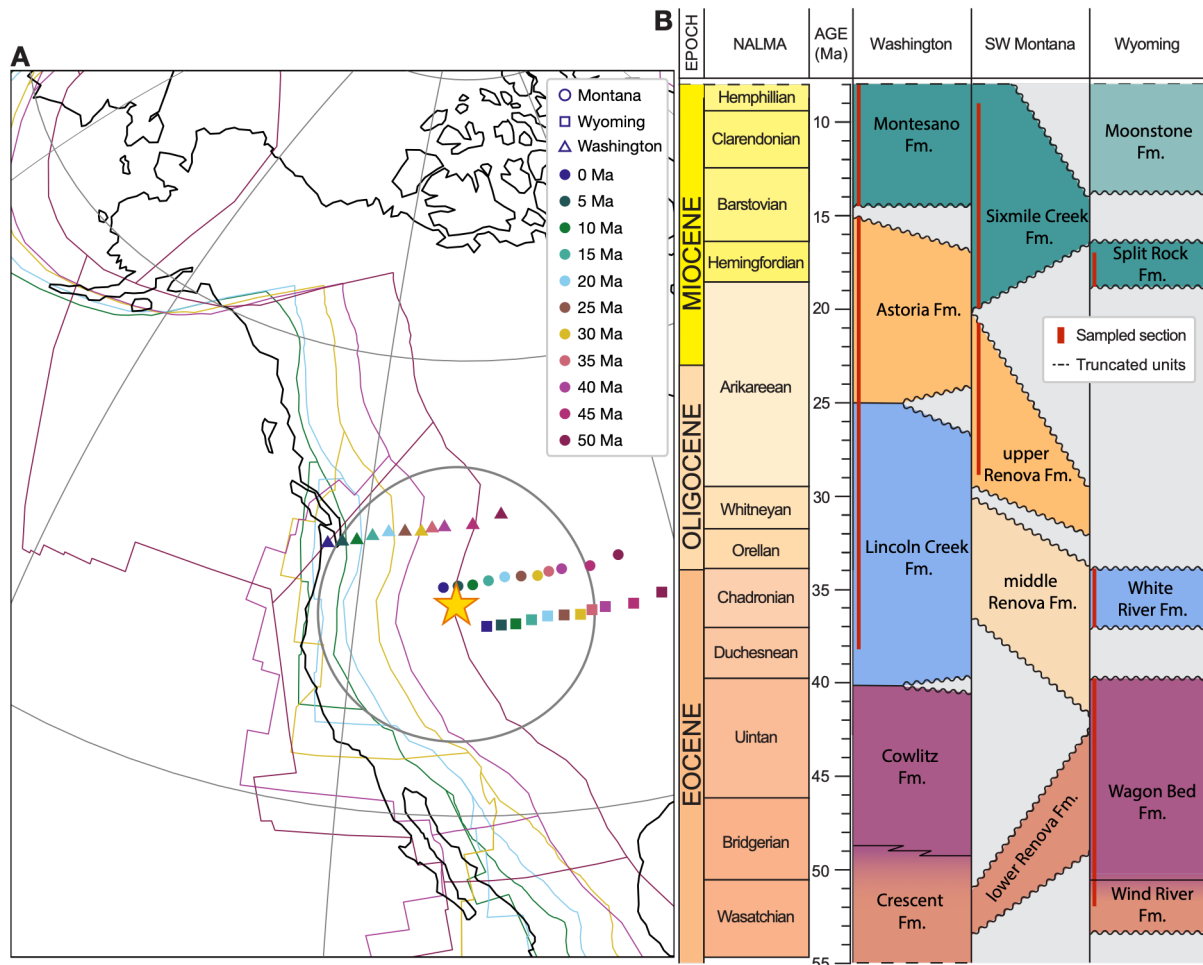 A
Montana
Wyoming
Washington
0 Ma
5 Ma
10 Ma
15 Ma
20 Ma
25 Ma
30 Ma
35 Ma
40 Ma
45 Ma
50 Ma
B
EPOCH
NALMA
AGE
(Ma)
Washington
SW Montana
Wyoming
MIOCENE
OLIGOCENE
EOCENE
Hemphillian
Clarendonian
Barstovian
Hemingfordian
Arikareean
Whitneyan
Orellan
Chadronian
Duchesnean
Uintan
Bridgerian
Wasatchian
10
15
20
25
30
35
40
45
50
55
Montesano
Fm.
Astoria Fm.
Lincoln Creek
Fm.
Cowlitz
Fm.
Crescent
Fm.
Sixmile Creek
Fm.
upper
Renova Fm.
middle
Renova Fm.
lower Renova Fm.
Moonstone
Fm.
Split Rock
Fm.
Sampled section
Truncated units
White
River Fm.
Wagon Bed
Fm.
Wind River
Fm.